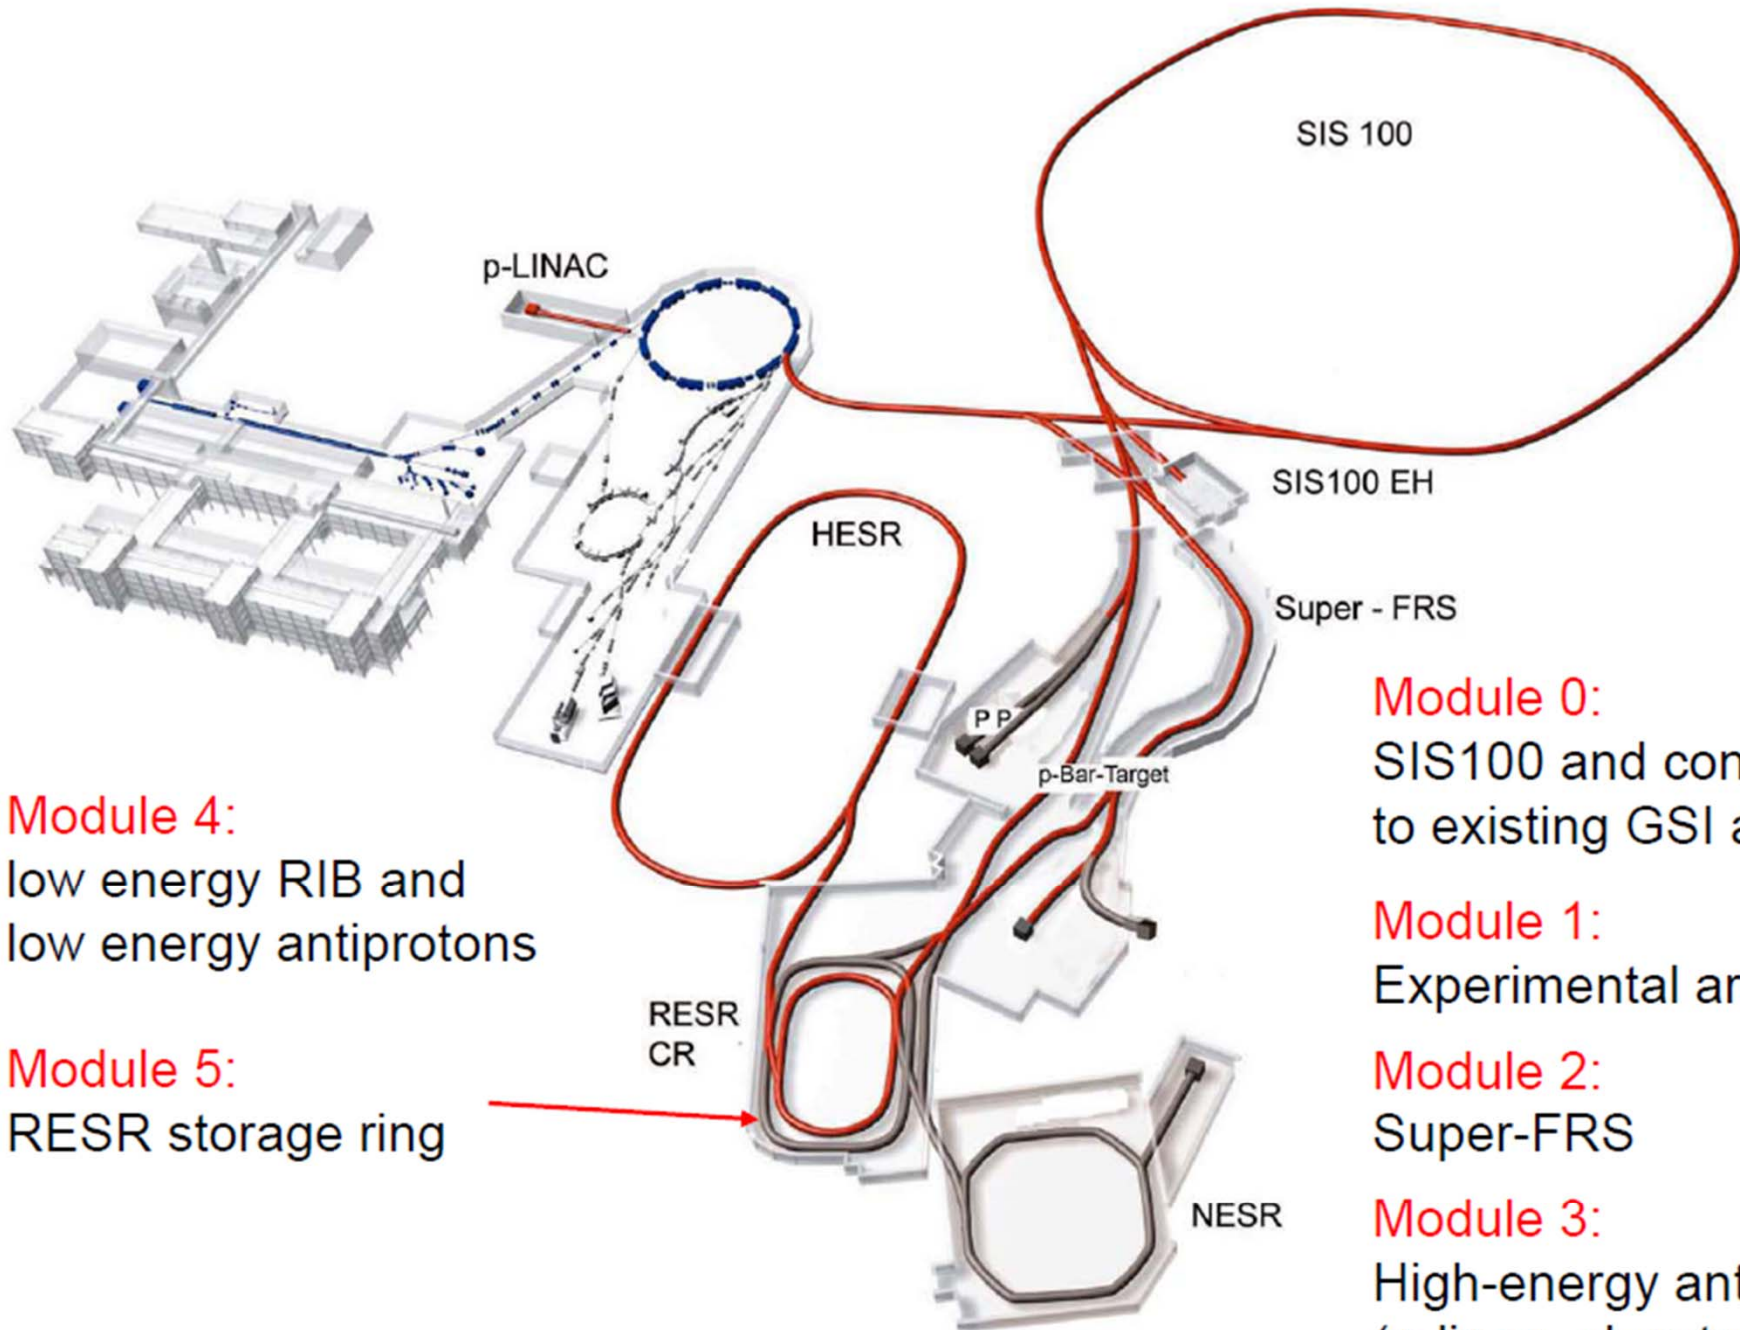 SIS 100
p-LINAC
SIS100 EH
HESR
Super - FRS
P P
p-Bar-Target
RESR
CR
NESR
Module 4:
low energy RIB and
low energy antiprotons
Module 5:
RESR storage ring
Module 0:
SIS100 and con
to existing GSI a
Module 1:
Experimental ar
Module 2:
Super-FRS
Module 3:
High-energy ant